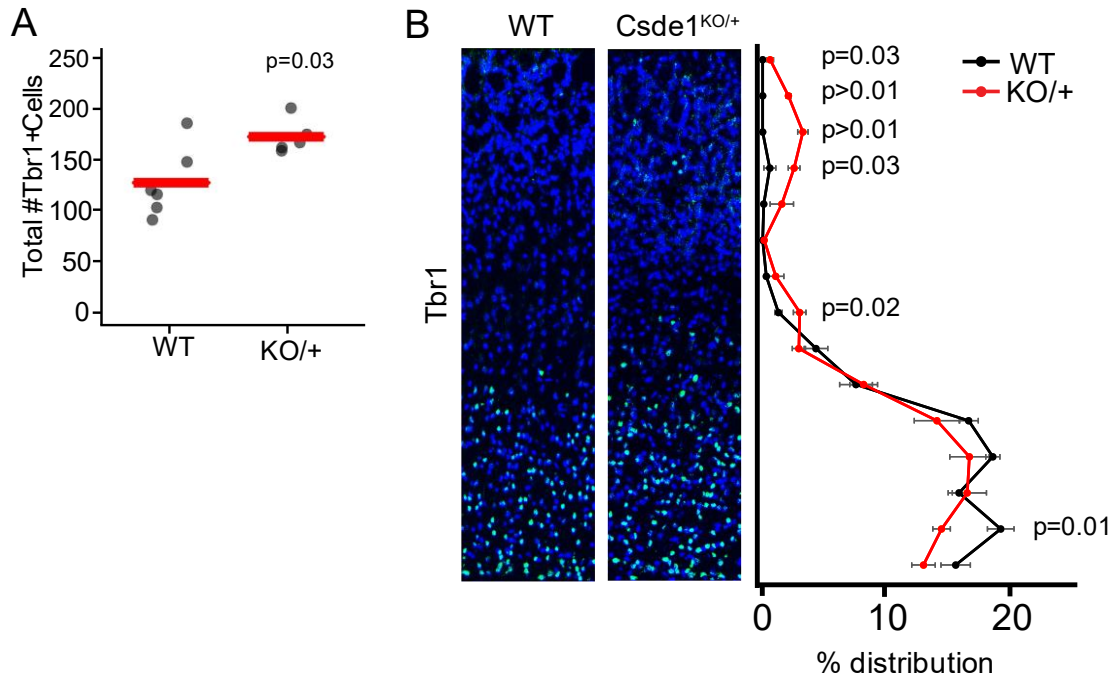 A
Total # Tbr1+Cells
250
200
150
100
50
0
p=0.03
WT
KO/+
B
WT
Csde1KO/+
Tbr1
p=0.03
p>0.01
p>0.01
p=0.03
p=0.02
p=0.01
WT
KO/+
0
10
20
% distribution